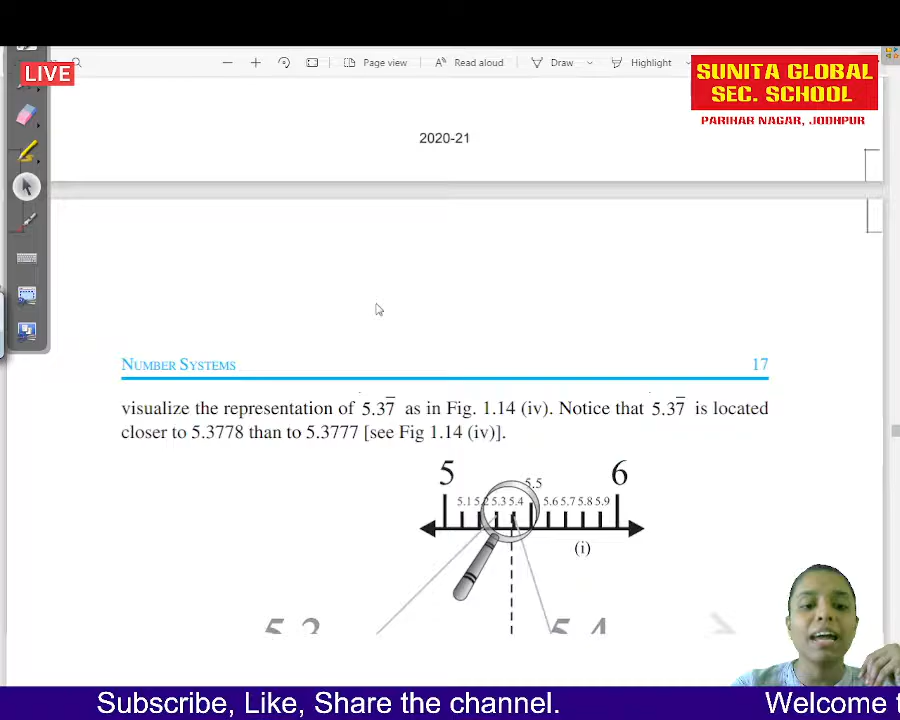 LIVE
Page view
Read aloud
Draw
Highlight
SUNITA GLOBAL
SEC. SCHOOL
PARIHAR NAGAR, JODHPUR
2020-21
NUMBER SYSTEMS 17
visualize the representation of 5.37̅ as in Fig. 1.14 (iv). Notice that 5.37̅ is located
closer to 5.3778 than to 5.3777 [see Fig 1.14 (iv)].
5 5.5 6
5.1 5.2 5.3 5.4 5.6 5.7 5.8 5.9
(i)
5.3 5.4
Subscribe, Like, Share the channel. Welcome t